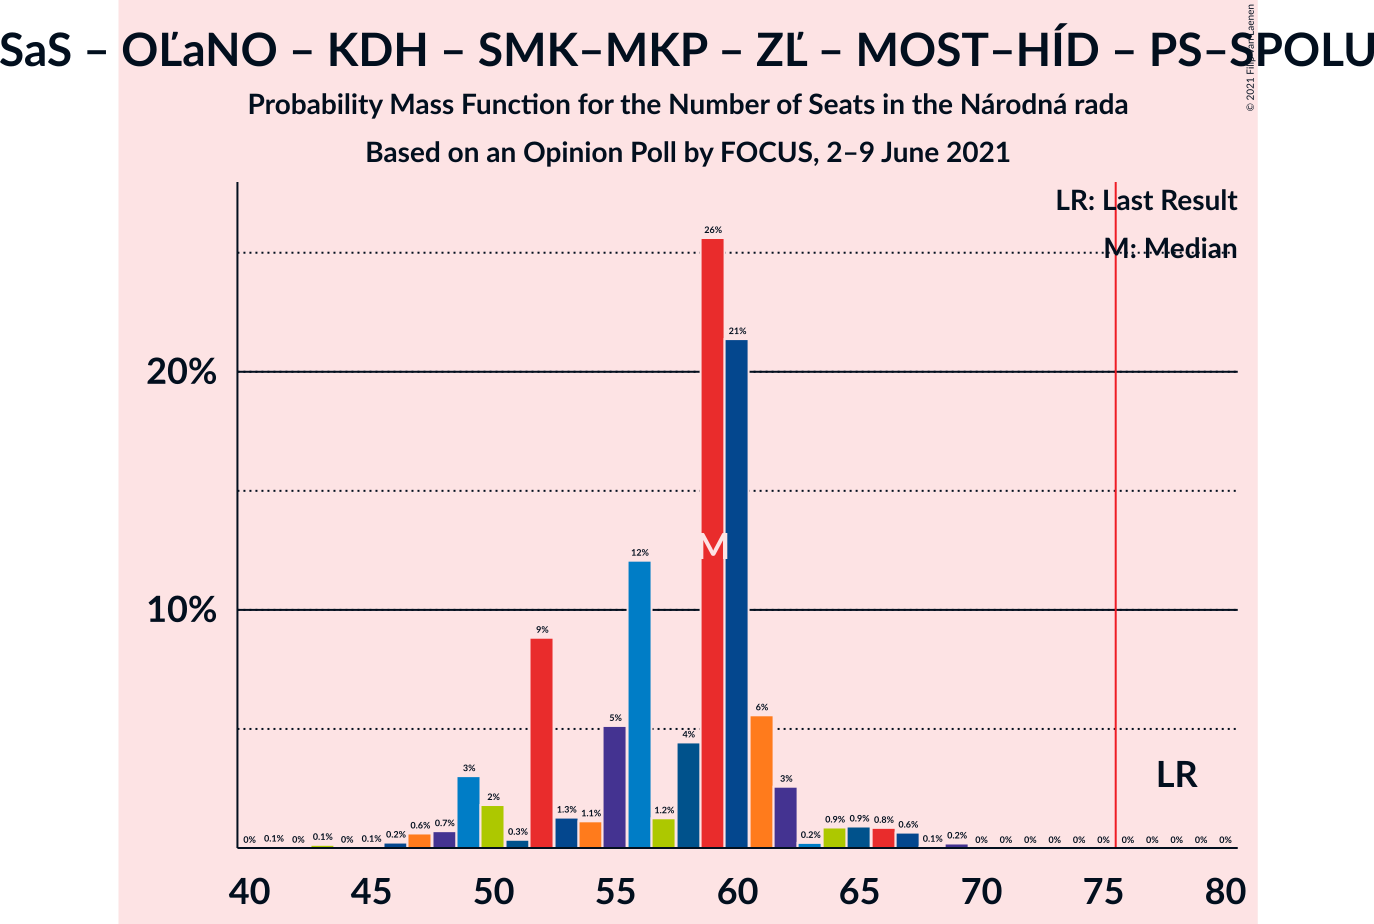 SaS – OĽaNO – KDH – SMK–MKP – ZĽ – MOST–HÍD – PS–SPOLU
© 2021 Filip van Laenen
Probability Mass Function for the Number of Seats in the Národná rada
Based on an Opinion Poll by FOCUS, 2–9 June 2021
LR: Last Result
M: Median
20%
10%
0% 0.1% 0% 0.1% 0% 0.1% 0.2% 0.6% 0.7% 3% 2% 0.3% 9% 1.3% 1.1% 5% 12% 1.2% 4% 26% 21% 6% 3% 0.2% 0.9% 0.9% 0.8% 0.6% 0.1% 0.2% 0% 0% 0% 0% 0% 0% 0% 0% 0% 0% 0%
M
LR
40 45 50 55 60 65 70 75 80